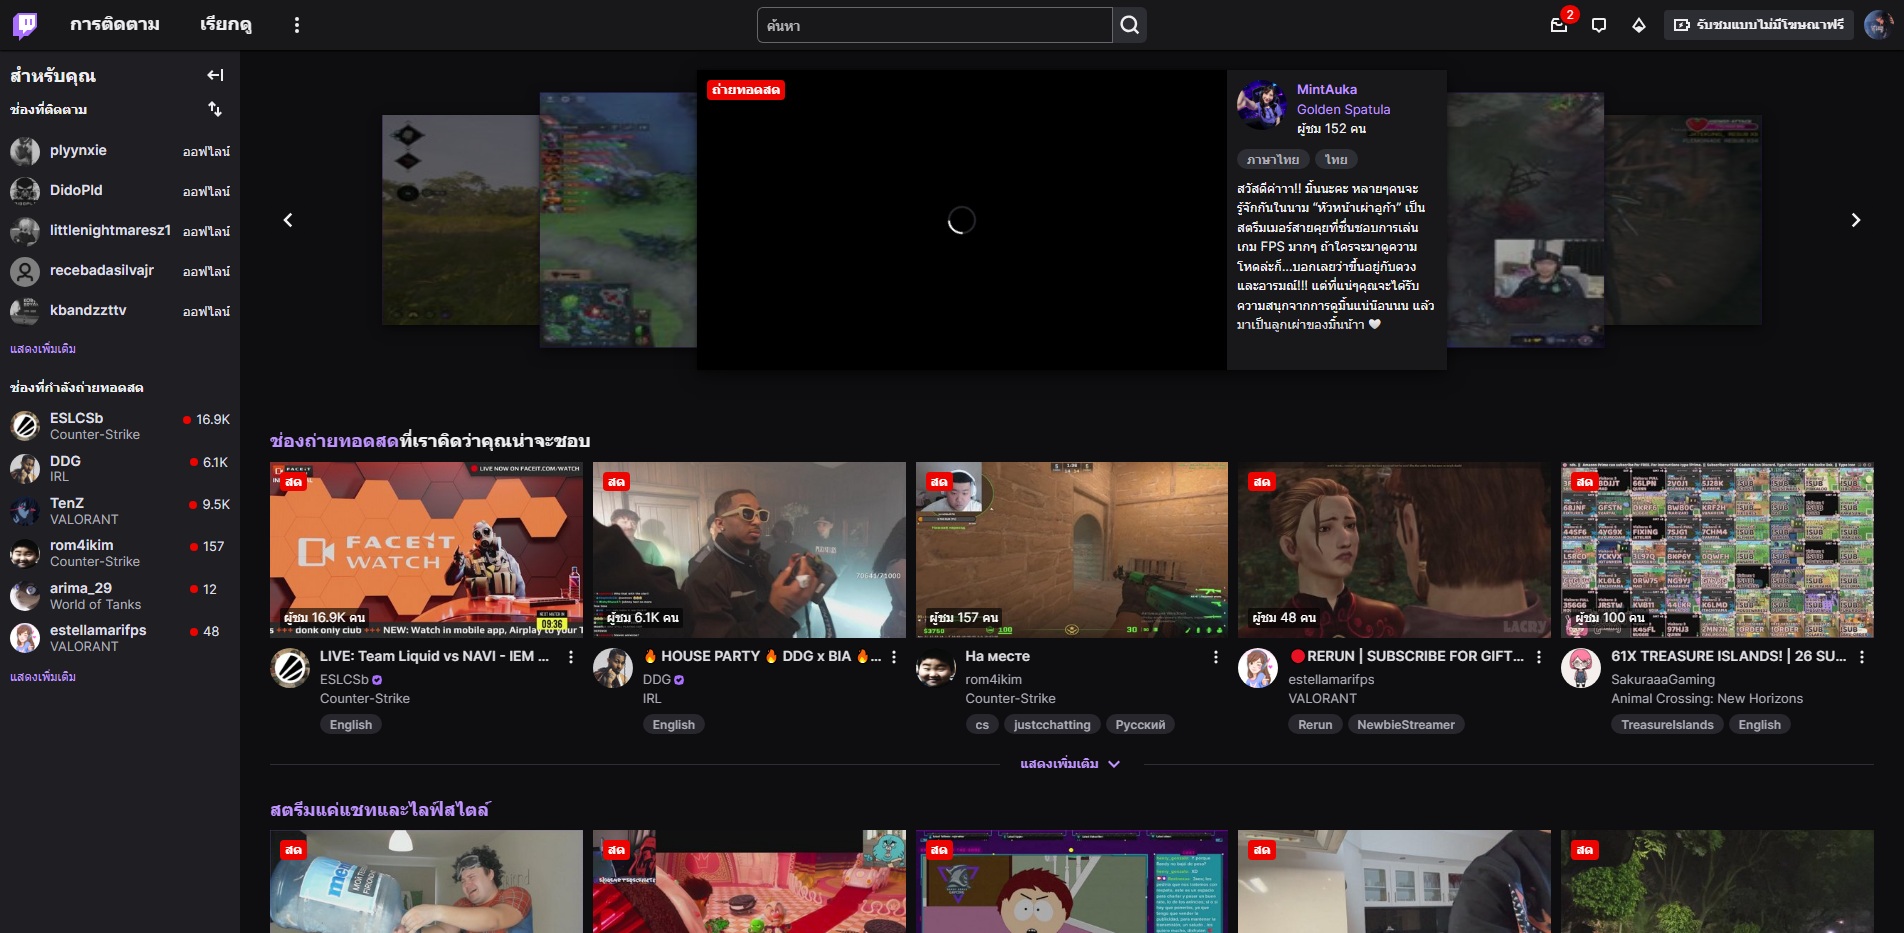 การติดตาม
เรียกดู
ค้นหา
2
รับชมแบบไม่มีโฆษณาฟรี
สำหรับคุณ
ช่องที่ติดตาม
plyynxie ออฟไลน์
DidoPld ออฟไลน์
littlenightmaresz1 ออฟไลน์
recebadasilvajr ออฟไลน์
kbandzzttv ออฟไลน์
แสดงเพิ่มเติม
ช่องที่กำลังถ่ายทอดสด
ESLCSb 16.9K
Counter-Strike
DDG 6.1K
IRL
TenZ 9.5K
VALORANT
rom4ikim 157
Counter-Strike
arima_29 12
World of Tanks
estellamarifps 48
VALORANT
แสดงเพิ่มเติม
ถ่ายทอดสด
MintAuka
Golden Spatula
ผู้ชม 152 คน
ภาษาไทย ไทย
สวัสดีค่าาา!! มิ้นนะคะ หลายๆคนจะ
รู้จักกันในนาม “หัวหน้าเผ่าอูก้า” เป็น
สตรีมเมอร์สายคุยที่ชื่นชอบการเล่น
เกม FPS มากๆ ถ้าใครจะมาดูความ
โหดล่ะก็...บอกเลยว่าขึ้นอยู่กับดวง
และอารมณ์!!! แต่ที่แน่ๆคุณจะได้รับ
ความสนุกจากการดูมิ้นแน่นอนนน แล้ว
มาเป็นลูกเผ่าของมิ้นน้าา 🤍
ช่องถ่ายทอดสดที่เราคิดว่าคุณน่าจะชอบ
สด
FACEIT
LIVE NOW ON FACEIT.COM/WATCH
FACEIT
WATCH
ผู้ชม 16.9K คน
NEXT MATCH IN
09:36
donk only club +++ NEW: Watch in mobile app, Airplay to your T
LIVE: Team Liquid vs NAVI - IEM ...
ESLCSb
Counter-Strike
English
สด
70541/71000
ผู้ชม 6.1K คน
🔥 HOUSE PARTY 🔥 DDG x BIA 🔥...
DDG
IRL
English
สด
ผู้ชม 157 คน
$3750
100
30
На месте
rom4ikim
Counter-Strike
cs justcchatting Русский
สด
ผู้ชม 48 คน
LACRY
🔴RERUN | SUBSCRIBE FOR GIFT...
estellamarifps
VALORANT
Rerun NewbieStreamer
สด
ผู้ชม 100 คน
61X TREASURE ISLANDS! | 26 SU...
SakuraaaGaming
Animal Crossing: New Horizons
TreasureIslands English
แสดงเพิ่มเติม
สตรีมแค่แชทและไลฟ์สไตล์
สด
สด
สด
สด
สด